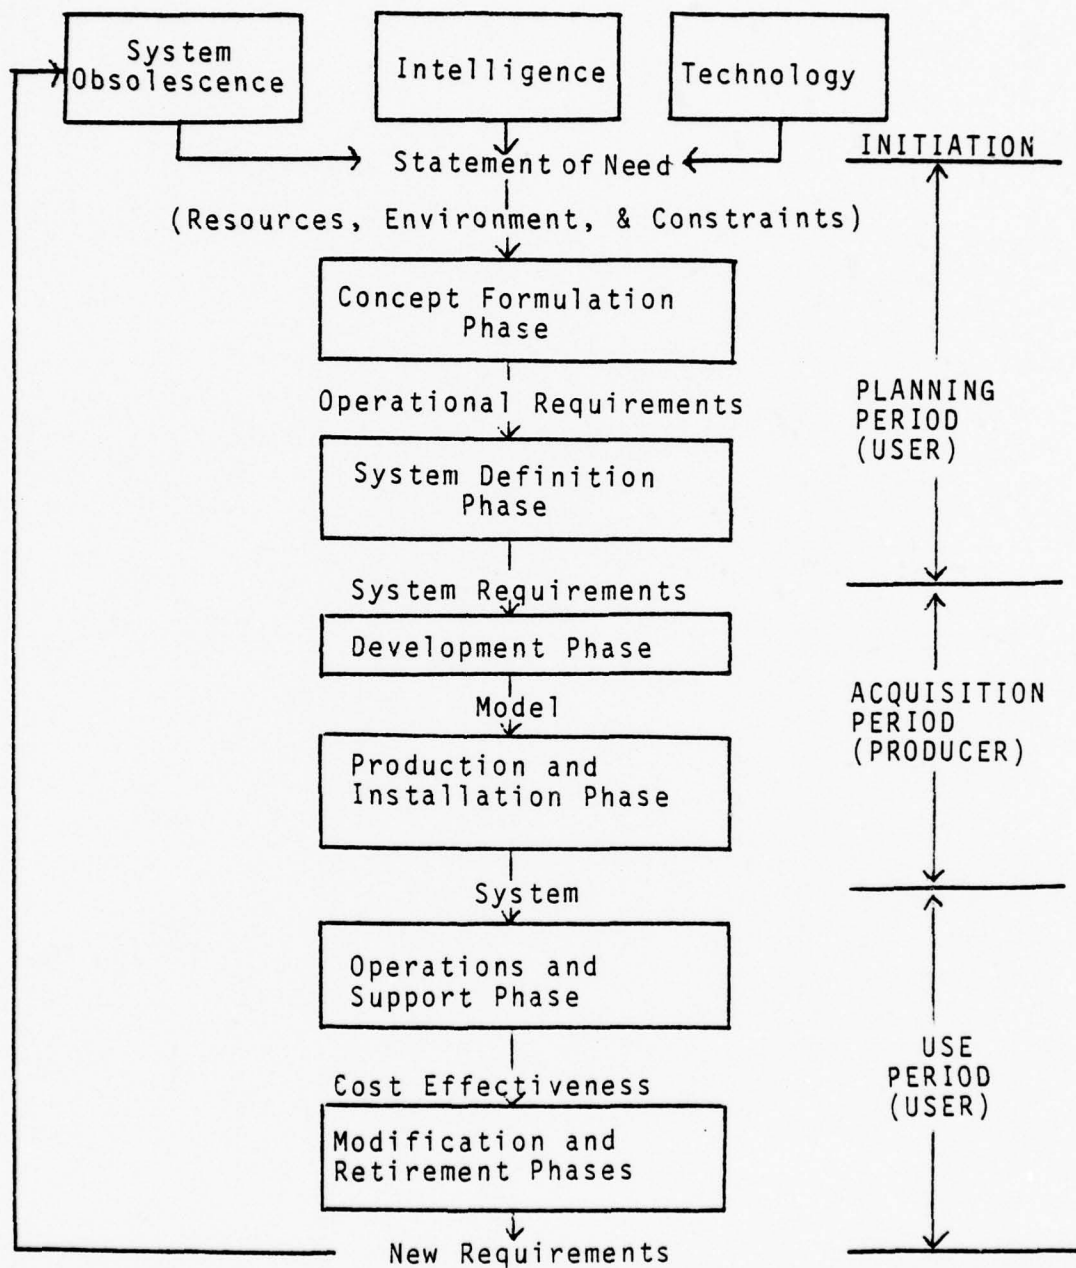 System
Obsolescence
Intelligence
Technology
INITIATION
Statement of Need
(Resources, Environment, & Constraints)
Concept Formulation
Phase
Operational Requirements
PLANNING
PERIOD
(USER)
System Definition
Phase
System Requirements
Development Phase
Model
ACQUISITION
PERIOD
(PRODUCER)
Production and
Installation Phase
System
Operations and
Support Phase
USE
PERIOD
(USER)
Cost Effectiveness
Modification and
Retirement Phases
New Requirements